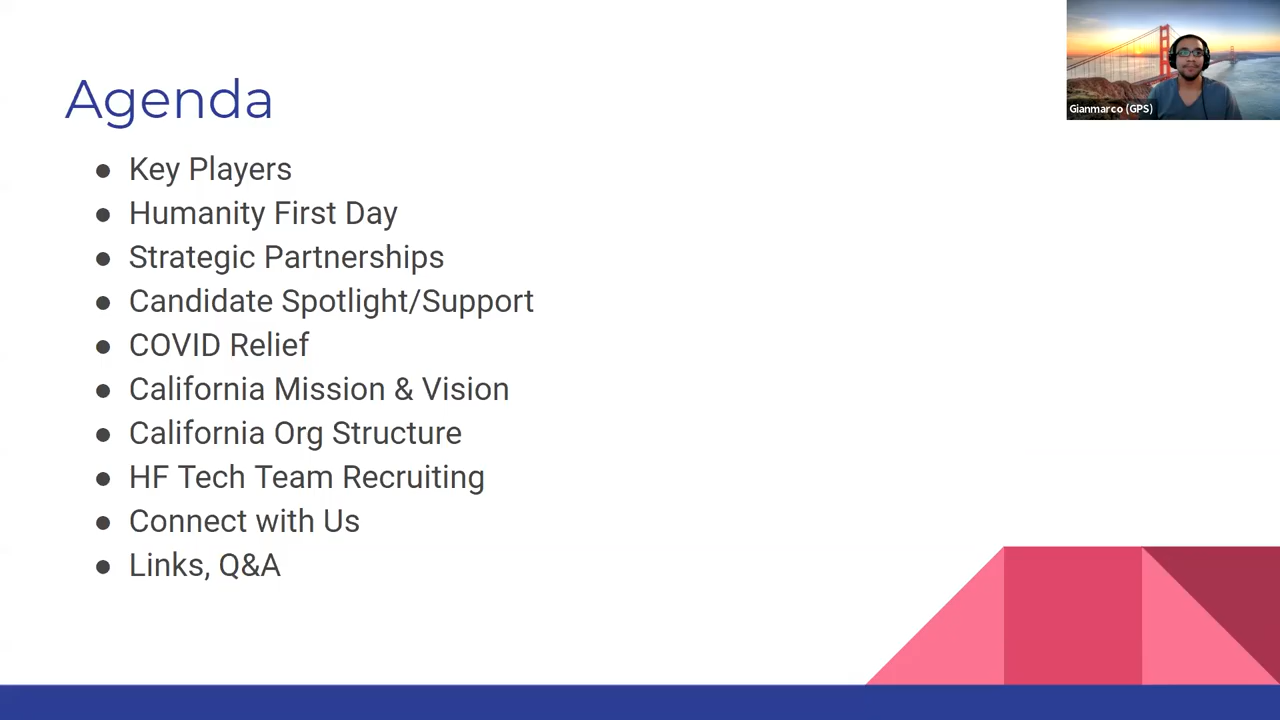 Agenda
Key Players
Humanity First Day
Strategic Partnerships
Candidate Spotlight/Support
COVID Relief
California Mission & Vision
California Org Structure
HF Tech Team Recruiting
Connect with Us
Links, Q&A
Gianmarco (GPS)